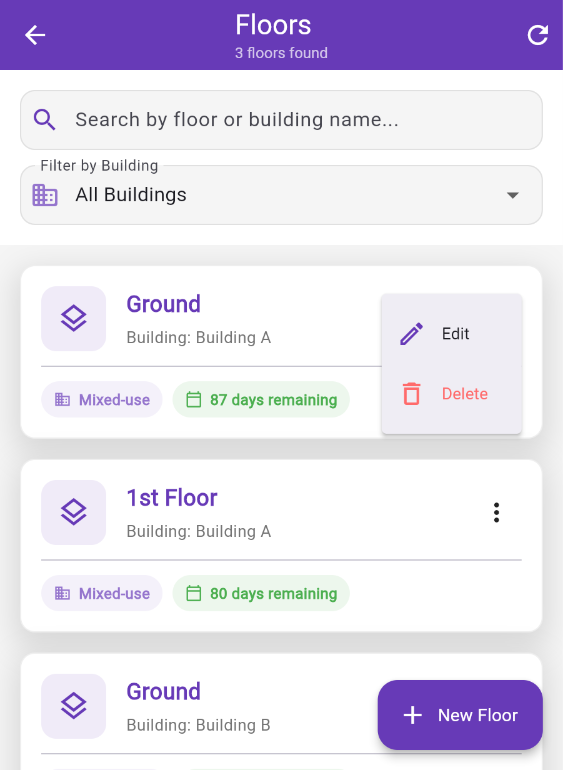 Floors
3 floors found
Search by floor or building name...
Filter by Building
All Buildings
Ground
Building: Building A
Edit
Delete
Mixed-use
87 days remaining
1st Floor
Building: Building A
Mixed-use
80 days remaining
Ground
Building: Building B
New Floor